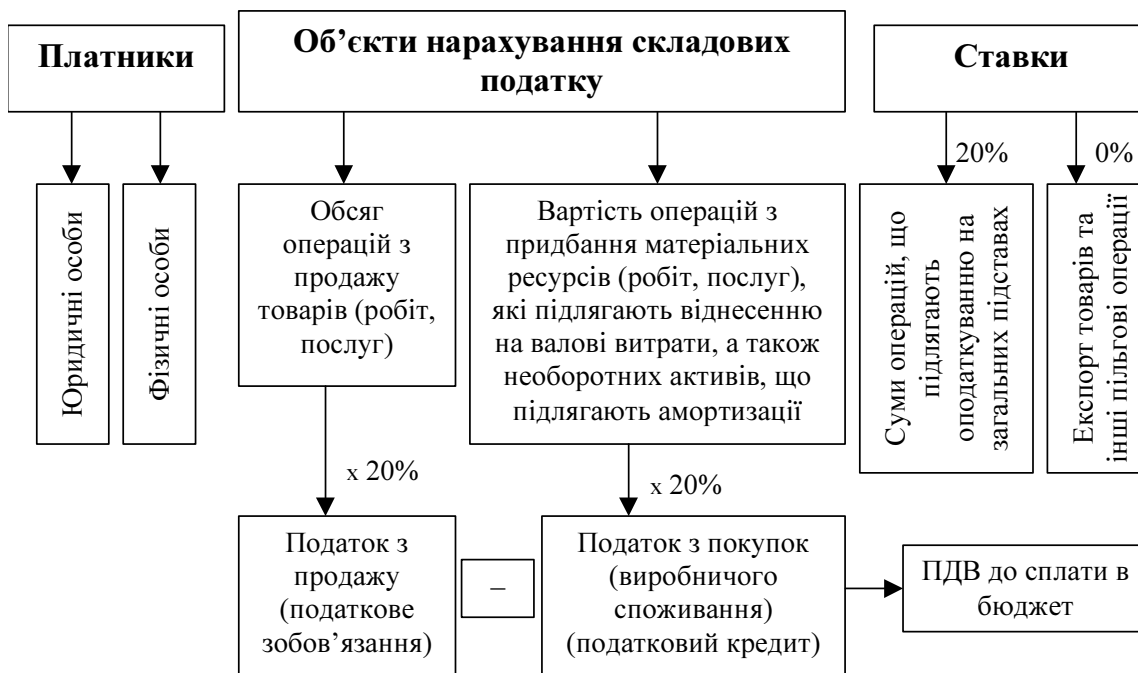 Платники
Об’єкти нарахування складових
податку
Ставки
20%
0%
Юридичні особи
Фізичні особи
Обсяг
операцій з
продажу
товарів (робіт,
послуг)
Вартість операцій з
придбання матеріальних
ресурсів (робіт, послуг),
які підлягають віднесенню
на валові витрати, а також
необоротних активів, що
підлягають амортизації
Суми операцій, що
підлягають
оподаткуванню на
загальних підставах
Експорт товарів та
інші пільгові операції
х 20%
х 20%
Податок з
продажу
(податкове
зобов’язання)
–
Податок з покупок
(виробничого
споживання)
(податковий кредит)
ПДВ до сплати в
бюджет